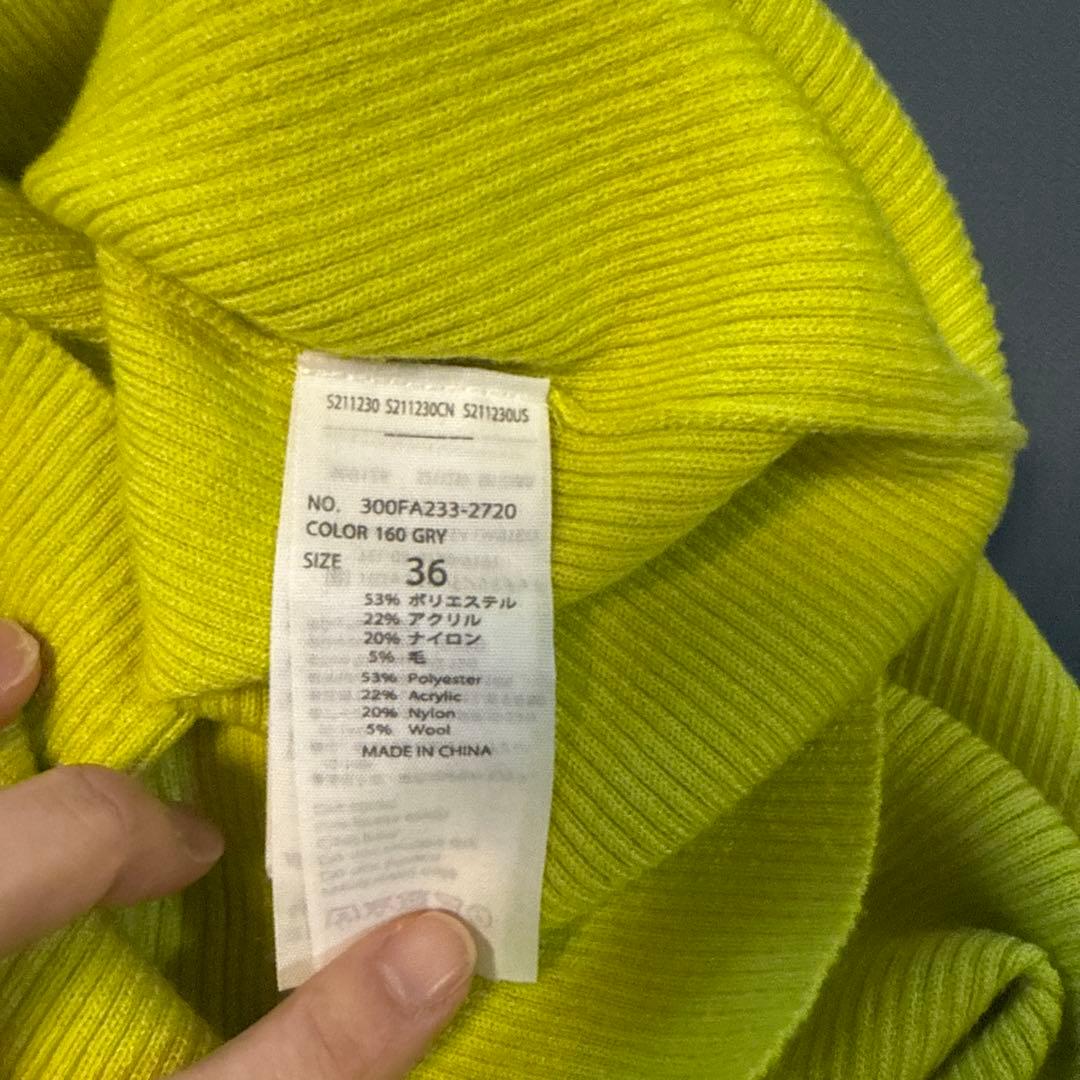 S211230 S211230CN S211230US
NO. 300FA233-2720
COLOR 160 GRY
SIZE 36
53% ポリエステル
22% アクリル
20% ナイロン
5% 毛
53% Polyester
22% Acrylic
20% Nylon
5% Wool
MADE IN CHINA